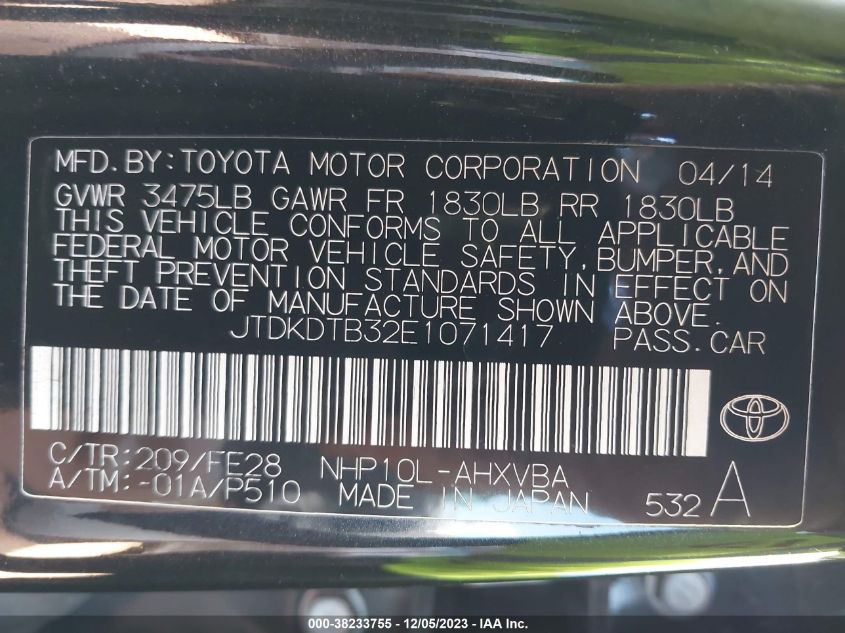 MFD.BY:TOYOTA MOTOR CORPORATION 04/14
GVWR 3475LB GAWR FR 1830LB RR 1830LB
THIS VEHICLE CONFORMS TO ALL APPLICABLE
FEDERAL MOTOR VEHICLE SAFETY,BUMPER,AND
THEFT PREVENTION STANDARDS IN EFFECT ON
THE DATE OF MANUFACTURE SHOWN ABOVE.
JTDKDTB32E1071417 PASS.CAR
C/TR:209/FE28 NHP10L-AHXVBA
A/TM:-01A/P510 MADE IN JAPAN 532 A
000-38233755 - 12/05/2023 - IAA Inc.